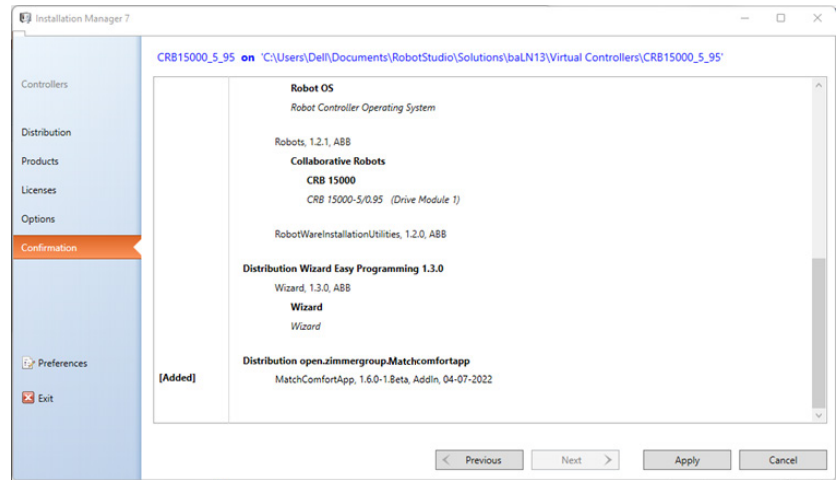 Installation Manager 7
CRB15000_5_95 on 'C:\Users\Dell\Documents\RobotStudio\Solutions\baLN13\Virtual Controllers\CRB15000_5_95'
Controllers
Distribution
Products
Licenses
Options
Confirmation
Preferences
Exit
Robot OS
Robot Controller Operating System
Robots, 1.2.1, ABB
Collaborative Robots
CRB 15000
CRB 15000-5/0.95 (Drive Module 1)
RobotWareInstallationUtilities, 1.2.0, ABB
Distribution Wizard Easy Programming 1.3.0
Wizard, 1.3.0, ABB
Wizard
Wizard
Distribution open.zimmergroup.Matchcomfortapp
[Added] MatchComfortApp, 1.6.0-1.Beta, AddIn, 04-07-2022
< Previous Next > Apply Cancel